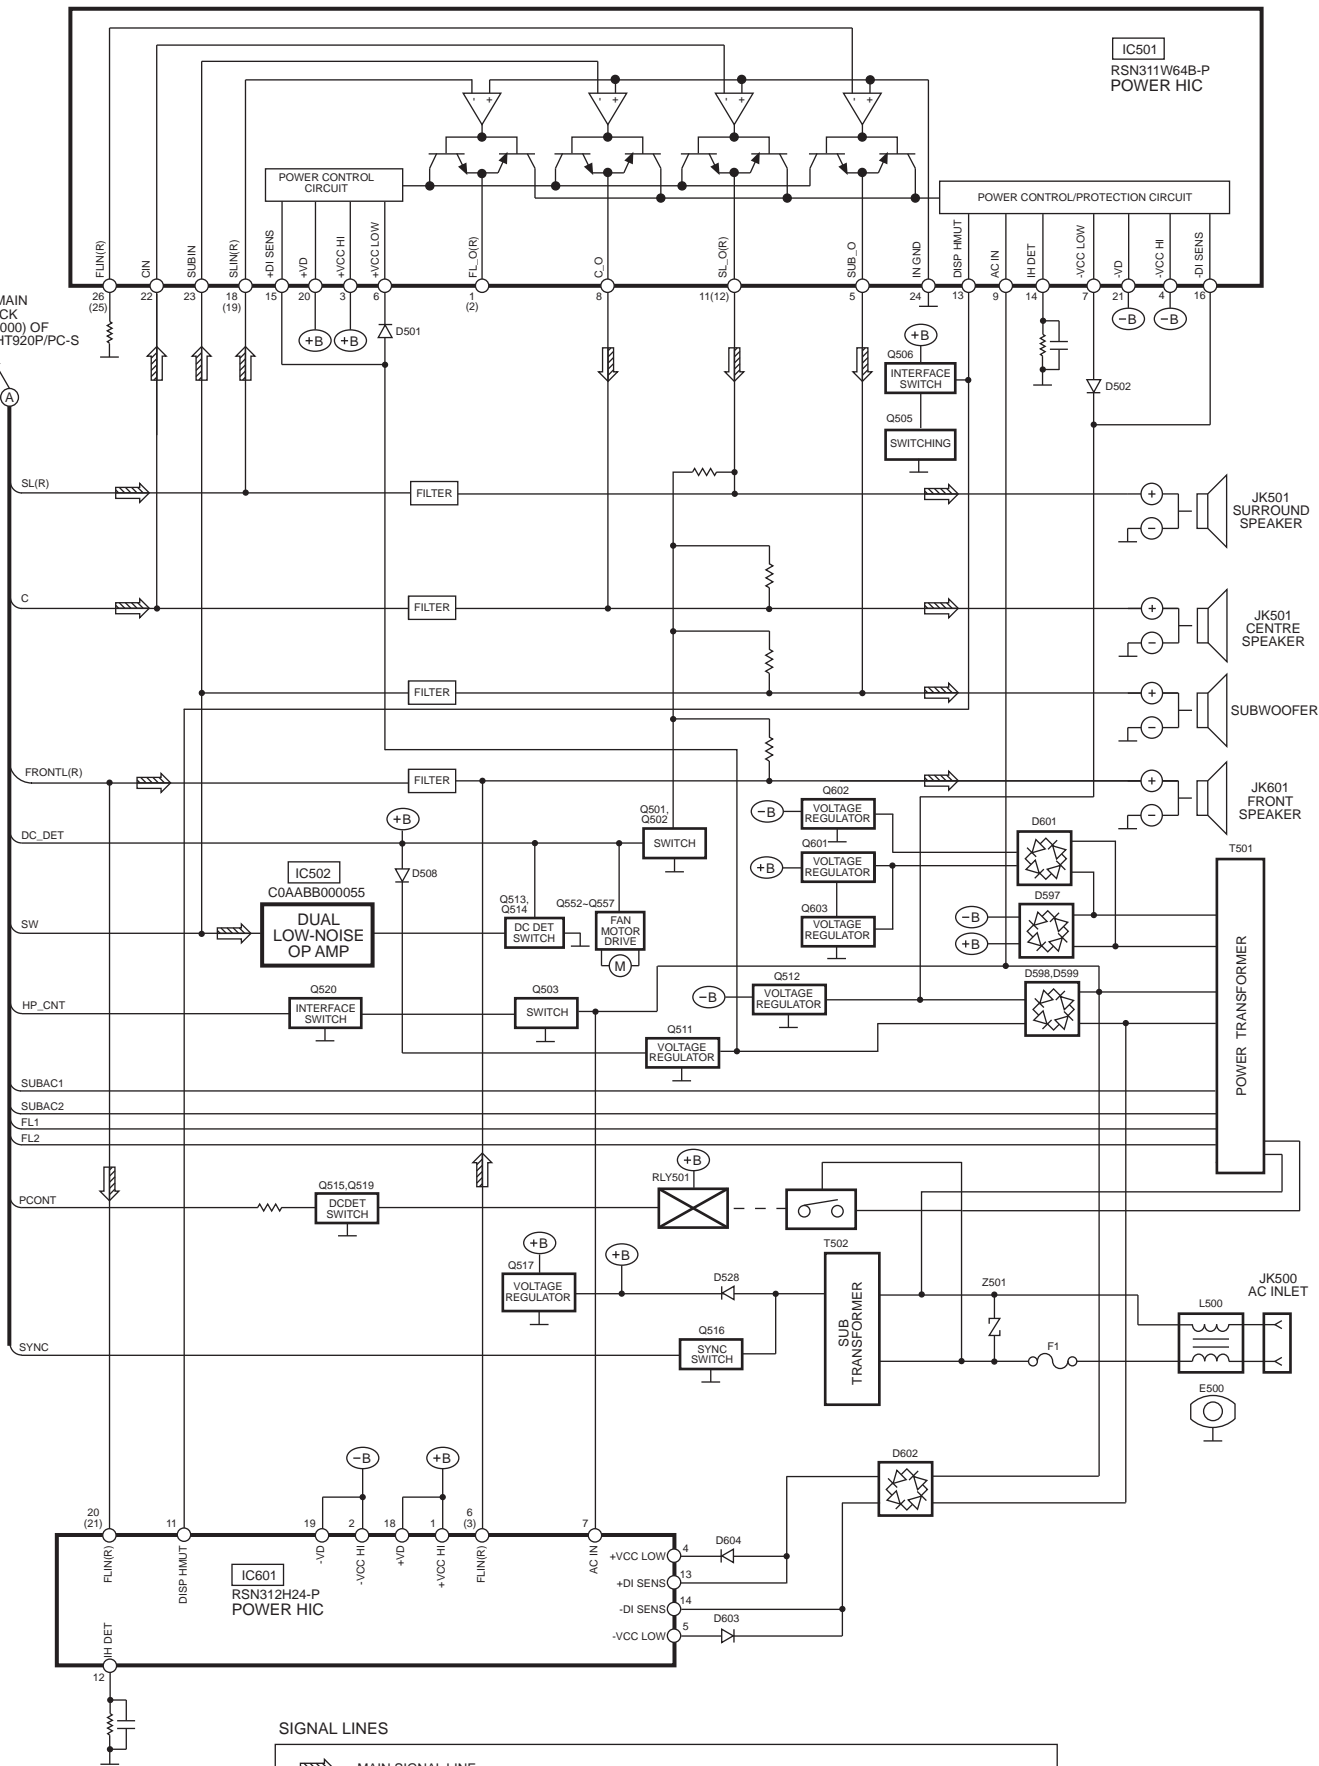 IC501
RSN311W64B-P
POWER HIC
POWER CONTROL
CIRCUIT
POWER CONTROL/PROTECTION CIRCUIT
FLIN(R)
CIN
SUBIN
SLIN(R)
+DI SENS
+VD
+VCC HI
+VCC LOW
FL_O(R)
C_O
SL_O(R)
SUB_O
IN GND
DISP HMUT
AC IN
IH DET
-VCC LOW
-VD
-VCC HI
-DI SENS
26
(25)
22
23
18
(19)
15
20
3
6
1
(2)
8
11(12)
5
24
13
9
14
7
21
4
16
MAIN
CK
000) OF
HT920P/PC-S
A
+B
+B
D501
+B
Q506
INTERFACE
SWITCH
Q505
SWITCHING
−B
−B
D502
SL(R)
FILTER
+
−
JK501
SURROUND
SPEAKER
C
FILTER
+
−
JK501
CENTRE
SPEAKER
FILTER
+
−
SUBWOOFER
FRONTL(R)
FILTER
+
−
JK601
FRONT
SPEAKER
DC_DET
+B
D508
Q501,
Q502
SWITCH
Q602
−B
VOLTAGE
REGULATOR
Q601
+B
VOLTAGE
REGULATOR
Q603
VOLTAGE
REGULATOR
D601
D597
−B
+B
T501
POWER TRANSFORMER
IC502
C0AABB000055
DUAL
LOW-NOISE
OP AMP
SW
Q513,
Q514
DC DET
SWITCH
Q552~Q557
FAN
MOTOR
DRIVE
M
D598,D599
Q512
−B
VOLTAGE
REGULATOR
HP_CNT
Q520
INTERFACE
SWITCH
Q503
SWITCH
Q511
VOLTAGE
REGULATOR
SUBAC1
SUBAC2
FL1
FL2
PCONT
Q515,Q519
DCDET
SWITCH
+B
RLY501
+B
Q517
VOLTAGE
REGULATOR
+B
D528
T502
SUB
TRANSFORMER
Z501
F1
L500
JK500
AC INLET
E500
SYNC
Q516
SYNC
SWITCH
D602
−B
+B
20
(21)
11
19
2
18
1
6
(3)
7
FLIN(R)
DISP HMUT
-VD
-VCC HI
+VD
+VCC HI
FLIN(R)
AC IN
IC601
RSN312H24-P
POWER HIC
+VCC LOW
4
D604
+DI SENS
13
-DI SENS
14
-VCC LOW
5
D603
IH DET
12
SIGNAL LINES
MAIN SIGNAL LINE